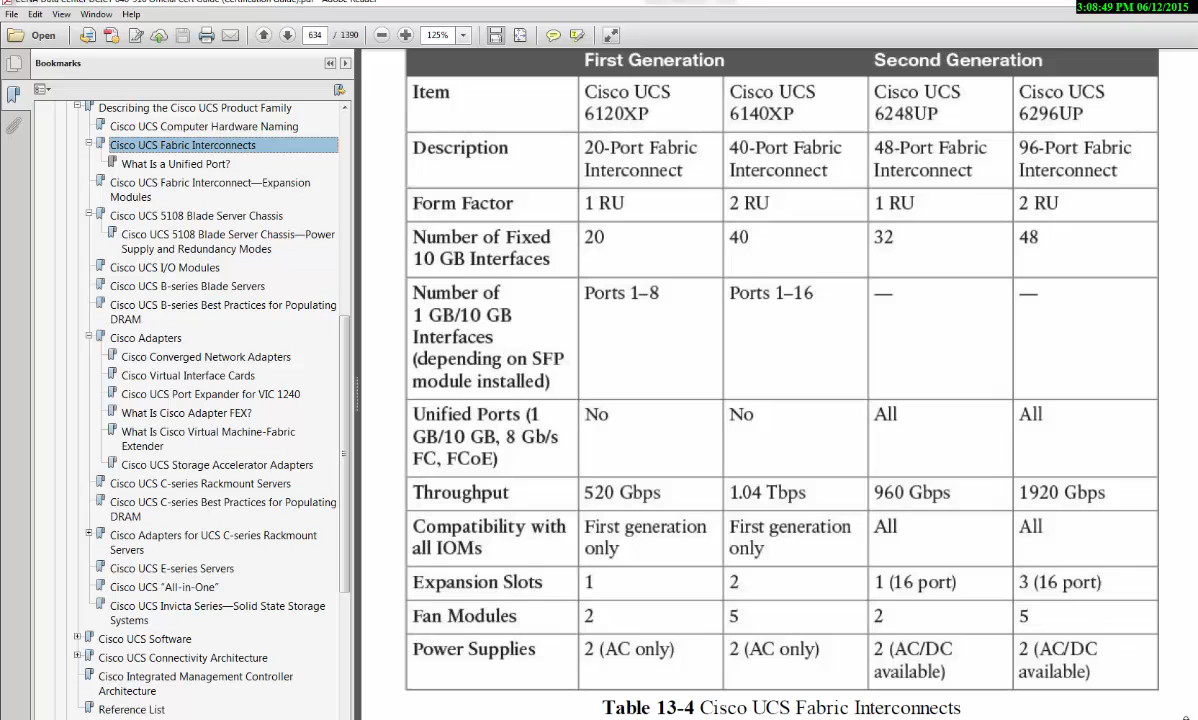 CCNA Data Center DCICT 640-916 Official Cert Guide (Certification Guide).pdf - Adobe Reader
3:08:49 PM 06/12/2015
File Edit View Window Help
Open 634 / 1390 125%
Bookmarks
Describing the Cisco UCS Product Family
Cisco UCS Computer Hardware Naming
Cisco UCS Fabric Interconnects
What Is a Unified Port?
Cisco UCS Fabric Interconnect—Expansion
Modules
Cisco UCS 5108 Blade Server Chassis
Cisco UCS 5108 Blade Server Chassis—Power
Supply and Redundancy Modes
Cisco UCS I/O Modules
Cisco UCS B-series Blade Servers
Cisco UCS B-series Best Practices for Populating
DRAM
Cisco Adapters
Cisco Converged Network Adapters
Cisco Virtual Interface Cards
Cisco UCS Port Expander for VIC 1240
What Is Cisco Adapter FEX?
What Is Cisco Virtual Machine-Fabric
Extender
Cisco UCS Storage Accelerator Adapters
Cisco UCS C-series Rackmount Servers
Cisco UCS C-series Best Practices for Populating
DRAM
Cisco Adapters for UCS C-series Rackmount
Servers
Cisco UCS E-series Servers
Cisco UCS "All-in-One"
Cisco UCS Invicta Series—Solid State Storage
Systems
Cisco UCS Software
Cisco UCS Connectivity Architecture
Cisco Integrated Management Controller
Architecture
Reference List
First Generation Second Generation
Item Cisco UCS Cisco UCS Cisco UCS Cisco UCS
6120XP 6140XP 6248UP 6296UP
Description 20-Port Fabric 40-Port Fabric 48-Port Fabric 96-Port Fabric
Interconnect Interconnect Interconnect Interconnect
Form Factor 1 RU 2 RU 1 RU 2 RU
Number of Fixed 20 40 32 48
10 GB Interfaces
Number of Ports 1–8 Ports 1–16 — —
1 GB/10 GB
Interfaces
(depending on SFP
module installed)
Unified Ports (1 No No All All
GB/10 GB, 8 Gb/s
FC, FCoE)
Throughput 520 Gbps 1.04 Tbps 960 Gbps 1920 Gbps
Compatibility with First generation First generation All All
all IOMs only only
Expansion Slots 1 2 1 (16 port) 3 (16 port)
Fan Modules 2 5 2 5
Power Supplies 2 (AC only) 2 (AC only) 2 (AC/DC 2 (AC/DC
available) available)
Table 13-4 Cisco UCS Fabric Interconnects